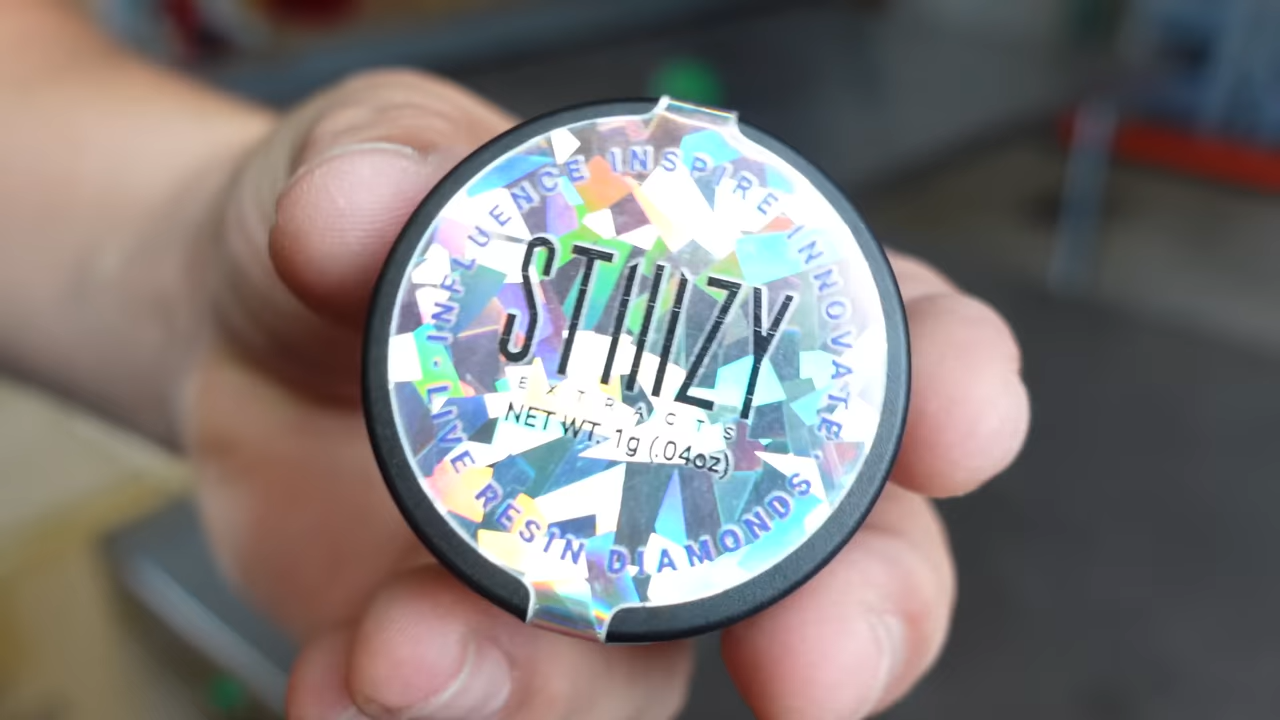 INFLUENCE INSPIRE INNOVATE
STIIIZY
EXTRACTS
NET WT. 1g (.04oz)
· LIVE RESIN DIAMONDS ·